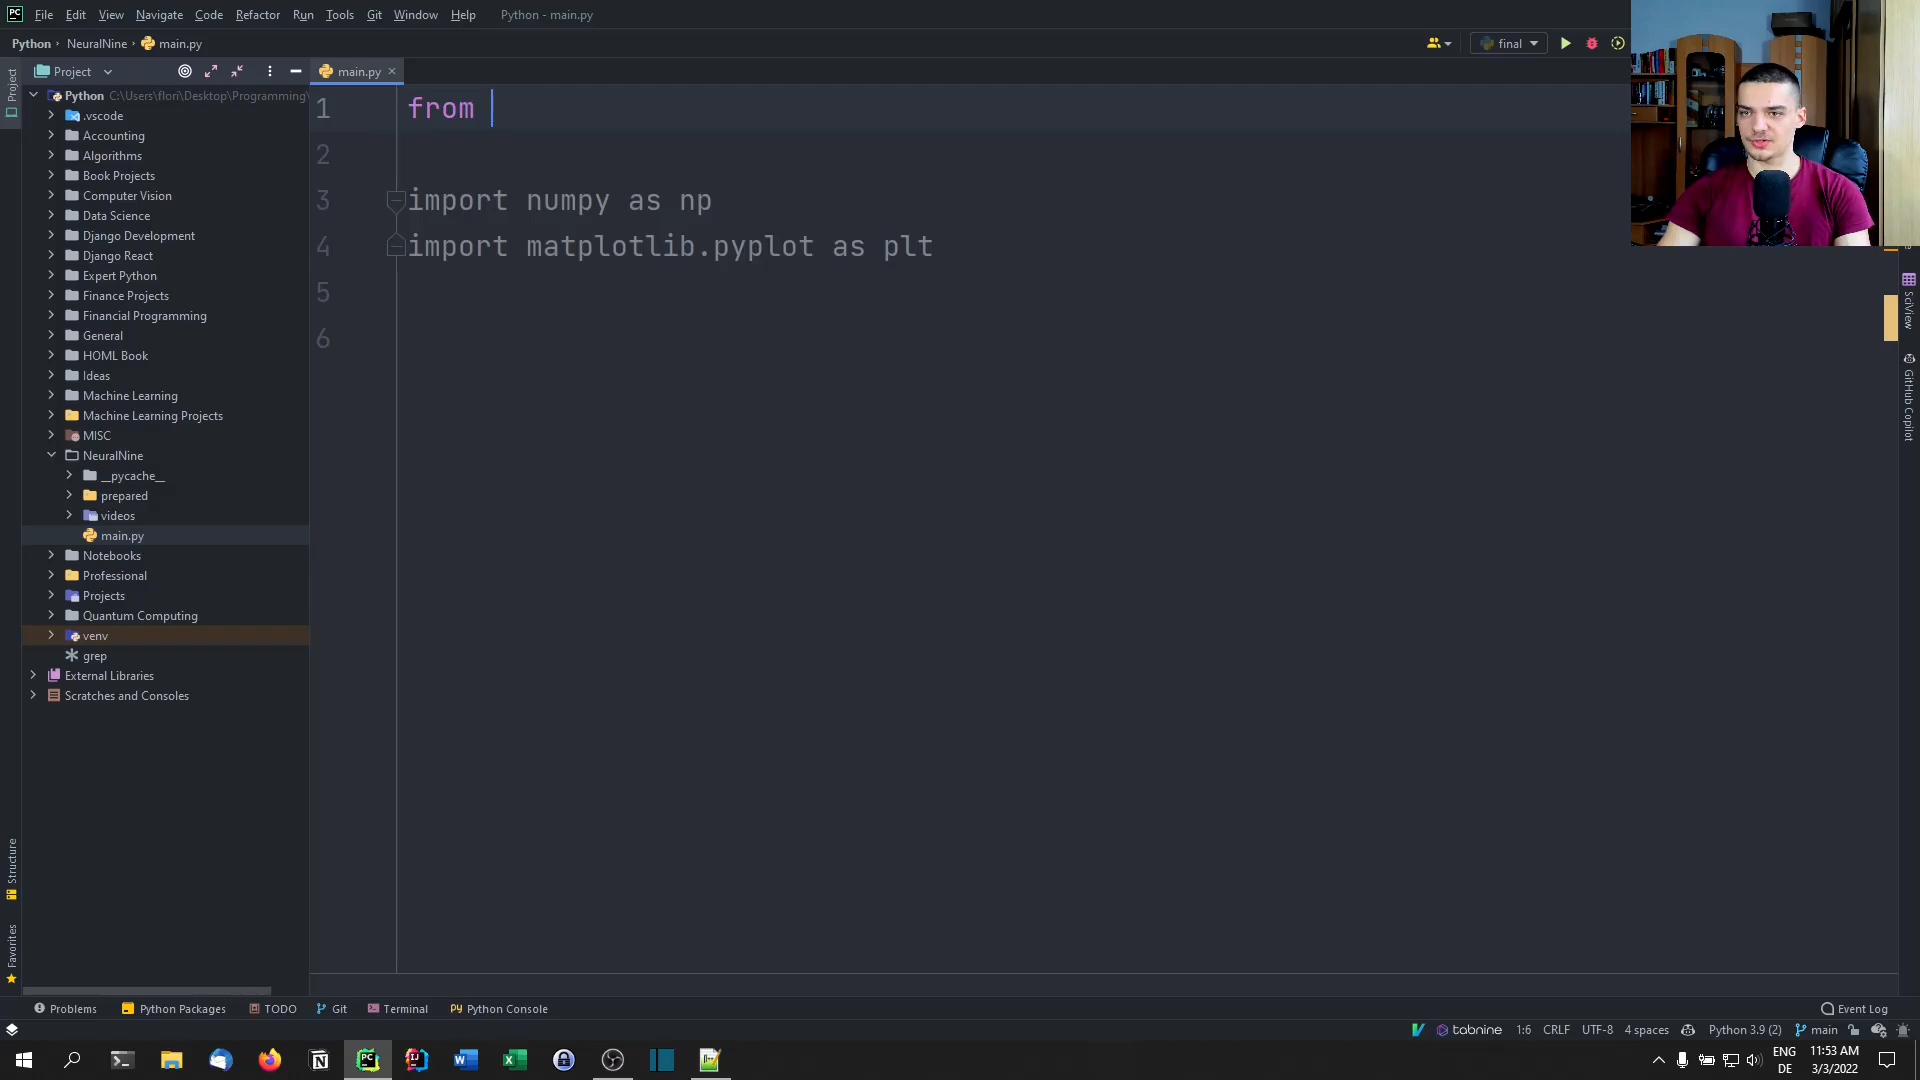 PC File Edit View Navigate Code Refactor Run Tools Git Window Help Python - main.py
Python NeuralNine main.py final
Project main.py
Project
Python C:\Users\flori\Desktop\Programming\
.vscode
Accounting
Algorithms
Book Projects
Computer Vision
Data Science
Django Development
Django React
Expert Python
Finance Projects
Financial Programming
General
HOML Book
Ideas
Machine Learning
Machine Learning Projects
MISC
NeuralNine
__pycache__
prepared
videos
main.py
Notebooks
Professional
Projects
Quantum Computing
venv
grep
External Libraries
Scratches and Consoles
1 from
2
3 import numpy as np
4 import matplotlib.pyplot as plt
5
6
SciView
GitHub Copilot
Structure
Favorites
Problems Python Packages TODO Git Terminal Python Console Event Log
tabnine 1:6 CRLF UTF-8 4 spaces Python 3.9 (2) main
ENG 11:53 AM
DE 3/3/2022